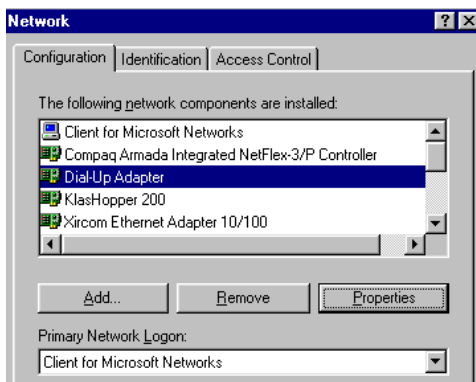 Network
Configuration Identification Access Control
The following network components are installed:
Client for Microsoft Networks
Compaq Armada Integrated NetFlex-3/P Controller
Dial-Up Adapter
KlasHopper 200
Xircom Ethernet Adapter 10/100
Add... Remove Properties
Primary Network Logon:
Client for Microsoft Networks